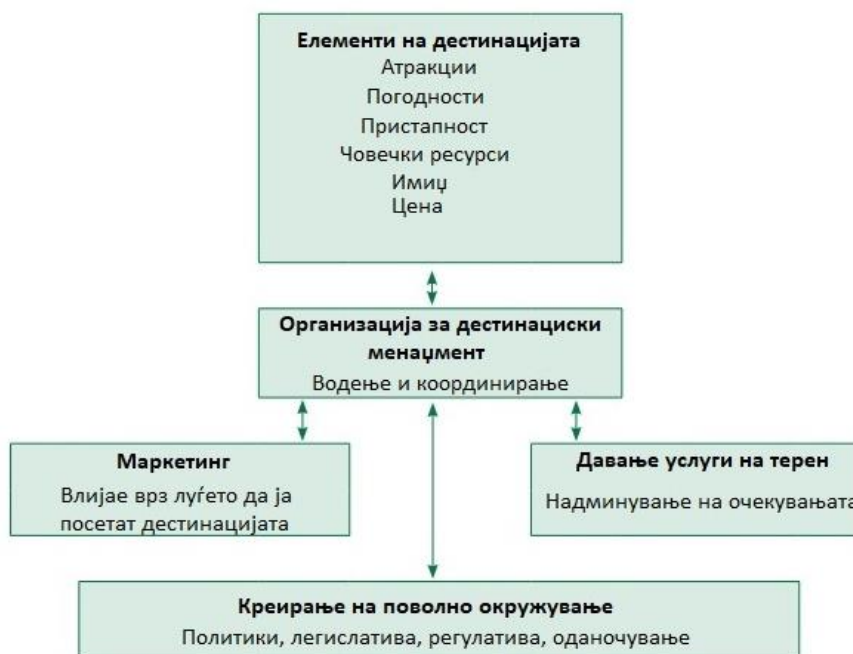 Елементи на дестинацијата
Атракции
Погодности
Пристапност
Човечки ресурси
Имиџ
Цена
Организација за дестинациски
менаџмент
Водење и координирање
Маркетинг
Влијае врз луѓето да ја
посетат дестинацијата
Давање услуги на терен
Надминување на очекувањата
Креирање на поволно окружување
Политики, легислатива, регулатива, оданочување